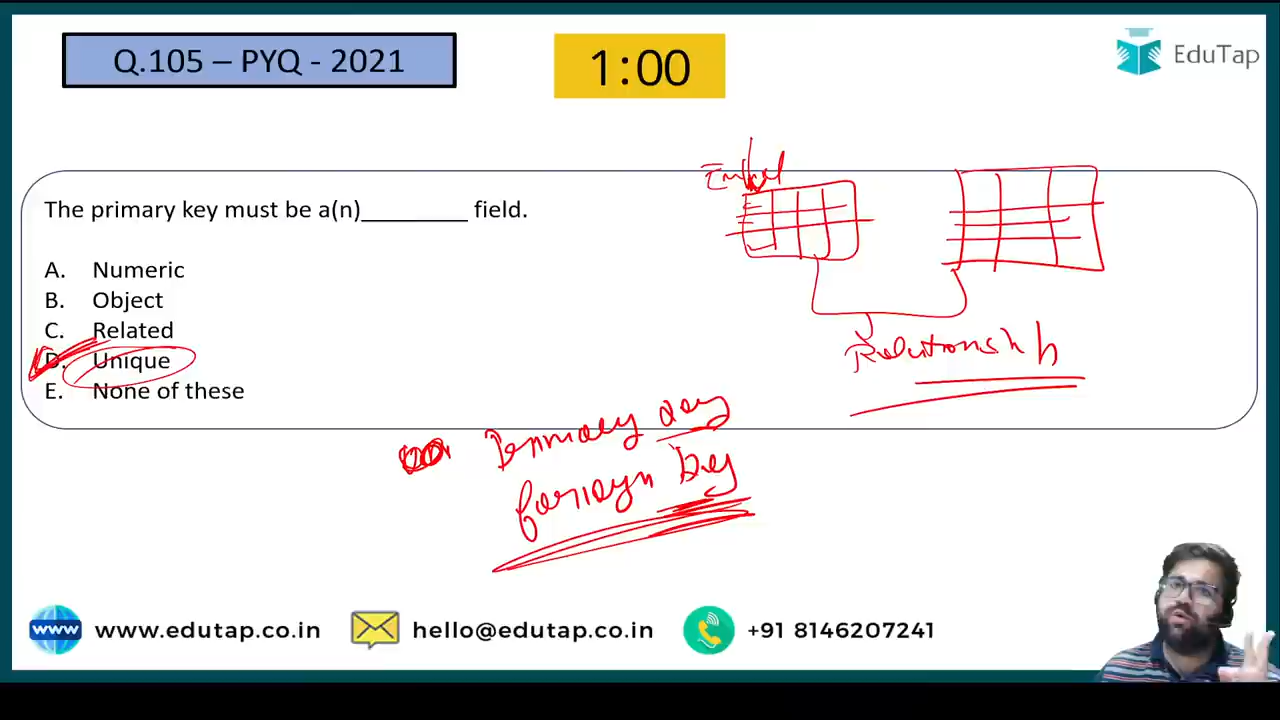 Q.105 – PYQ - 2021
1:00
EduTap
The primary key must be a(n)_________ field.
A. Numeric
B. Object
C. Related
D. Unique
E. None of these
Relationship
Primary key
foreign key
www.edutap.co.in
hello@edutap.co.in
+91 8146207241